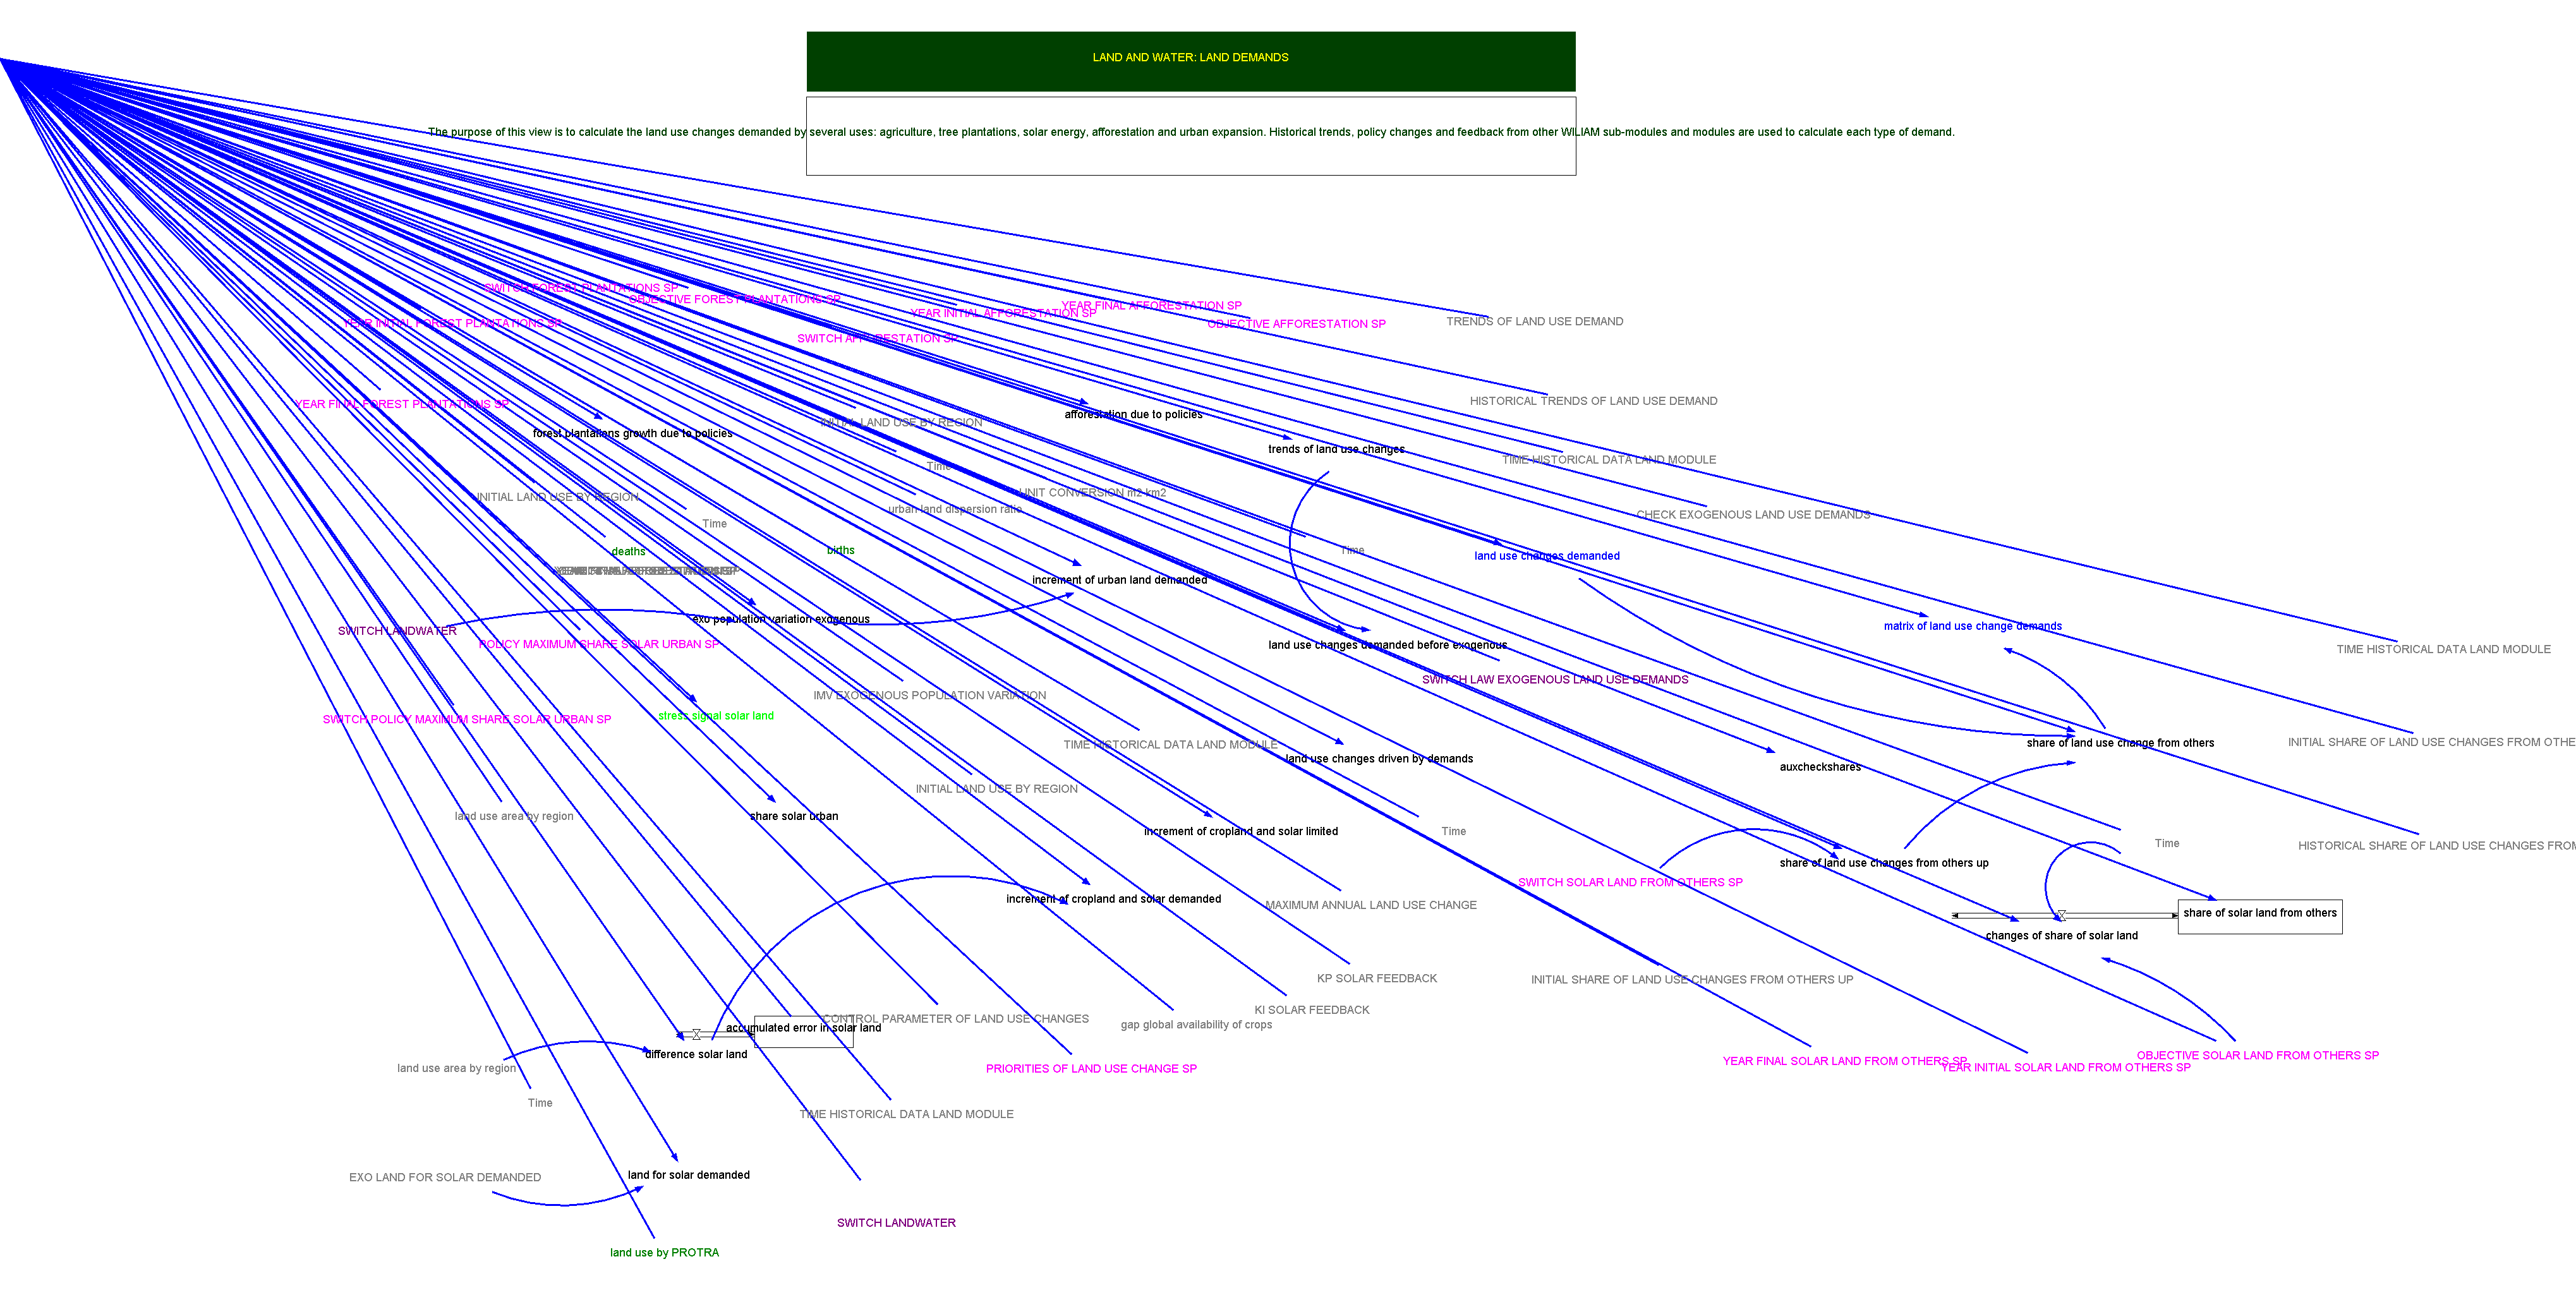 LAND AND WATER: LAND DEMANDS
The purpose of this view is to calculate the land use changes demanded by several uses: agriculture, tree plantations, solar energy, afforestation and urban expansion. Historical trends, policy changes and feedback from other WILIAM sub-modules and modules are used to calculate each type of demand.
SWITCH FOREST PLANTATIONS SP
OBJECTIVE FOREST PLANTATIONS SP
YEAR FINAL AFFORESTATION SP
YEAR INITIAL AFFORESTATION SP
YEAR INITIAL FOREST PLANTATIONS SP
OBJECTIVE AFFORESTATION SP
TRENDS OF LAND USE DEMAND
SWITCH AFFORESTATION SP
YEAR FINAL FOREST PLANTATIONS SP
HISTORICAL TRENDS OF LAND USE DEMAND
afforestation due to policies
INITIAL LAND USE BY REGION
forest plantations growth due to policies
trends of land use changes
Time
TIME HISTORICAL DATA LAND MODULE
INITIAL LAND USE BY REGION
UNIT CONVERSION m2 km2
urban land dispersion ratio
CHECK EXOGENOUS LAND USE DEMANDS
Time
deaths
births
Time
land use changes demanded
increment of urban land demanded
exo population variation exogenous
matrix of land use change demands
SWITCH LANDWATER
POLICY MAXIMUM SHARE SOLAR URBAN SP
land use changes demanded before exogenous
TIME HISTORICAL DATA LAND MODULE
SWITCH LAW EXOGENOUS LAND USE DEMANDS
IMV EXOGENOUS POPULATION VARIATION
SWITCH POLICY MAXIMUM SHARE SOLAR URBAN SP
stress signal solar land
TIME HISTORICAL DATA LAND MODULE
share of land use change from others
INITIAL SHARE OF LAND USE CHANGES FROM OTHE
land use changes driven by demands
auxcheckshares
INITIAL LAND USE BY REGION
land use area by region
share solar urban
increment of cropland and solar limited
Time
Time
HISTORICAL SHARE OF LAND USE CHANGES FROM
share of land use changes from others up
SWITCH SOLAR LAND FROM OTHERS SP
increment of cropland and solar demanded
MAXIMUM ANNUAL LAND USE CHANGE
share of solar land from others
changes of share of solar land
KP SOLAR FEEDBACK
INITIAL SHARE OF LAND USE CHANGES FROM OTHERS UP
KI SOLAR FEEDBACK
CONTROL PARAMETER OF LAND USE CHANGES
gap global availability of crops
accumulated error in solar land
difference solar land
land use area by region
PRIORITIES OF LAND USE CHANGE SP
YEAR FINAL SOLAR LAND FROM OTHERS SP
YEAR INITIAL SOLAR LAND FROM OTHERS SP
OBJECTIVE SOLAR LAND FROM OTHERS SP
Time
TIME HISTORICAL DATA LAND MODULE
EXO LAND FOR SOLAR DEMANDED
land for solar demanded
SWITCH LANDWATER
land use by PROTRA